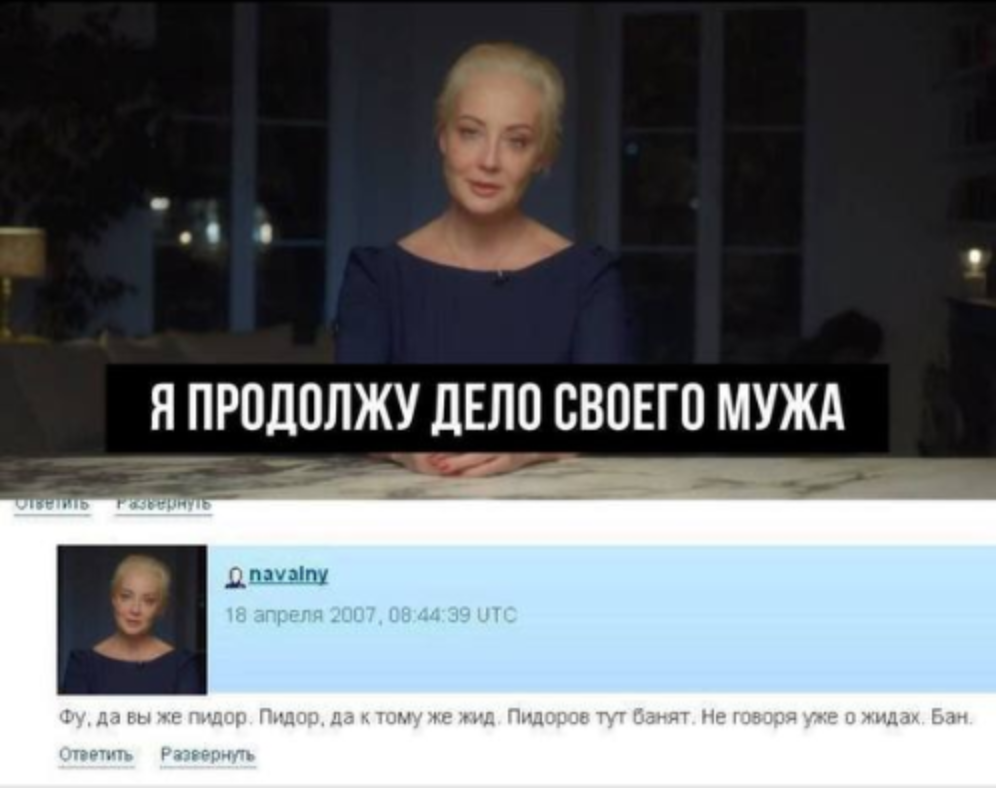 Я ПРОДОЛЖУ ДЕЛО СВОЕГО МУЖА
Ответить Развернуть
navalny
18 апреля 2007, 08:44:39 UTC
Фу, да вы же пидор. Пидор, да к тому же жид. Пидоров тут банят. Не говоря уже о жидах. Бан.
Ответить Развернуть